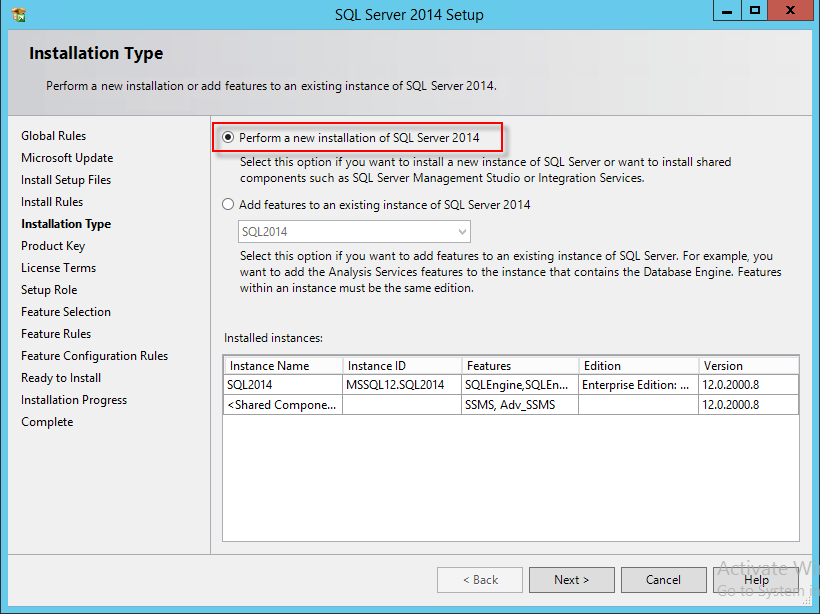 SQL Server 2014 Setup
Installation Type
Perform a new installation or add features to an existing instance of SQL Server 2014.
Global Rules
Microsoft Update
Install Setup Files
Install Rules
Installation Type
Product Key
License Terms
Setup Role
Feature Selection
Feature Rules
Feature Configuration Rules
Ready to Install
Installation Progress
Complete
Perform a new installation of SQL Server 2014
Select this option if you want to install a new instance of SQL Server or want to install shared
components such as SQL Server Management Studio or Integration Services.
Add features to an existing instance of SQL Server 2014
SQL2014
Select this option if you want to add features to an existing instance of SQL Server. For example, you
want to add the Analysis Services features to the instance that contains the Database Engine. Features
within an instance must be the same edition.
Installed instances:
Instance Name Instance ID Features Edition Version
SQL2014 MSSQL12.SQL2014 SQLEngine,SQLEn... Enterprise Edition: ... 12.0.2000.8
<Shared Compone... SSMS, Adv_SSMS 12.0.2000.8
< Back Next > Cancel Help
Activate Wi
Go to System i